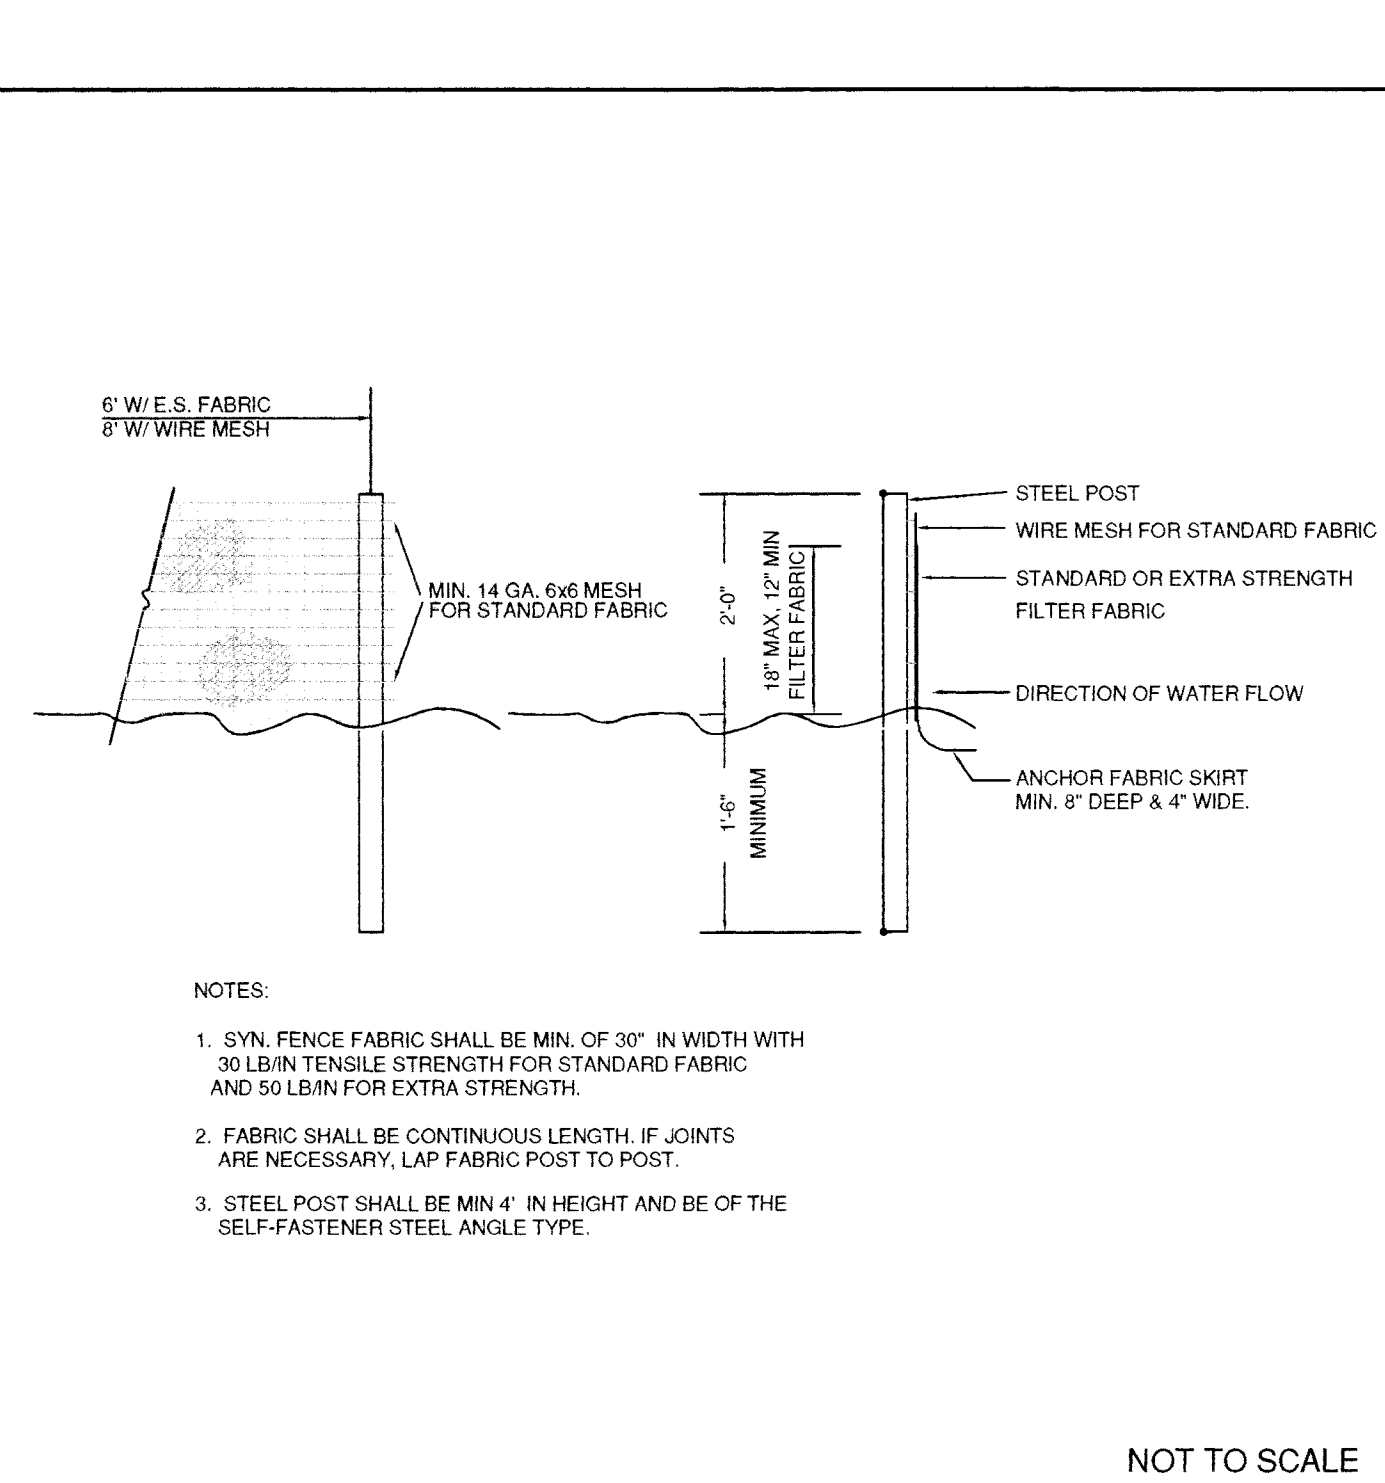 6' W/ E.S. FABRIC
8' W/ WIRE MESH
MIN. 14 GA. 6x6 MESH
FOR STANDARD FABRIC
2'-0"
18" MAX, 12" MIN
FILTER FABRIC
1'-6"
MINIMUM
STEEL POST
WIRE MESH FOR STANDARD FABRIC
STANDARD OR EXTRA STRENGTH
FILTER FABRIC
DIRECTION OF WATER FLOW
ANCHOR FABRIC SKIRT
MIN. 8" DEEP & 4" WIDE.
NOTES:
1. SYN. FENCE FABRIC SHALL BE MIN. OF 30" IN WIDTH WITH
30 LB/IN TENSILE STRENGTH FOR STANDARD FABRIC
AND 50 LB/IN FOR EXTRA STRENGTH.
2. FABRIC SHALL BE CONTINUOUS LENGTH. IF JOINTS
ARE NECESSARY, LAP FABRIC POST TO POST.
3. STEEL POST SHALL BE MIN 4' IN HEIGHT AND BE OF THE
SELF-FASTENER STEEL ANGLE TYPE.
NOT TO SCALE